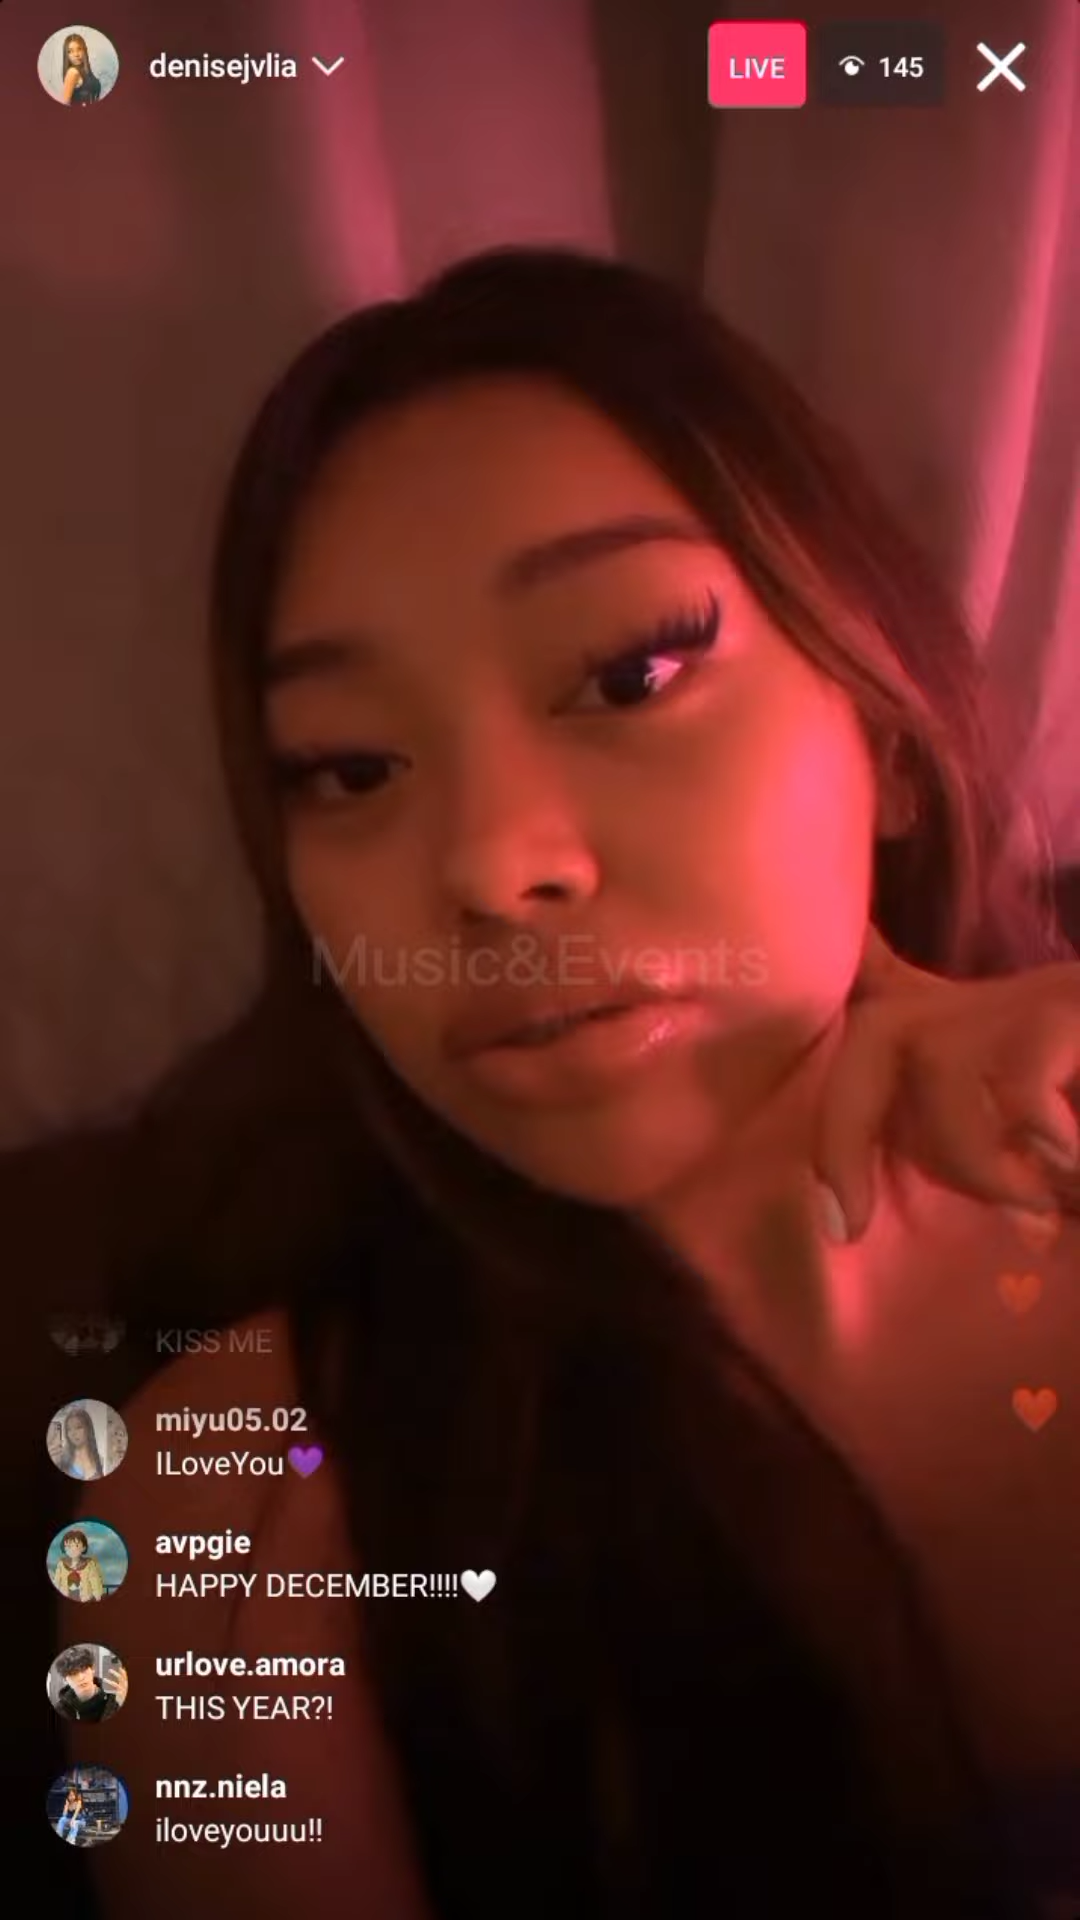 denisejvlia
LIVE
145
Music&Events
KISS ME
miyu05.02
ILoveYou💜
avpgie
HAPPY DECEMBER!!!!🤍
urlove.amora
THIS YEAR?!
nnz.niela
iloveyouuu!!